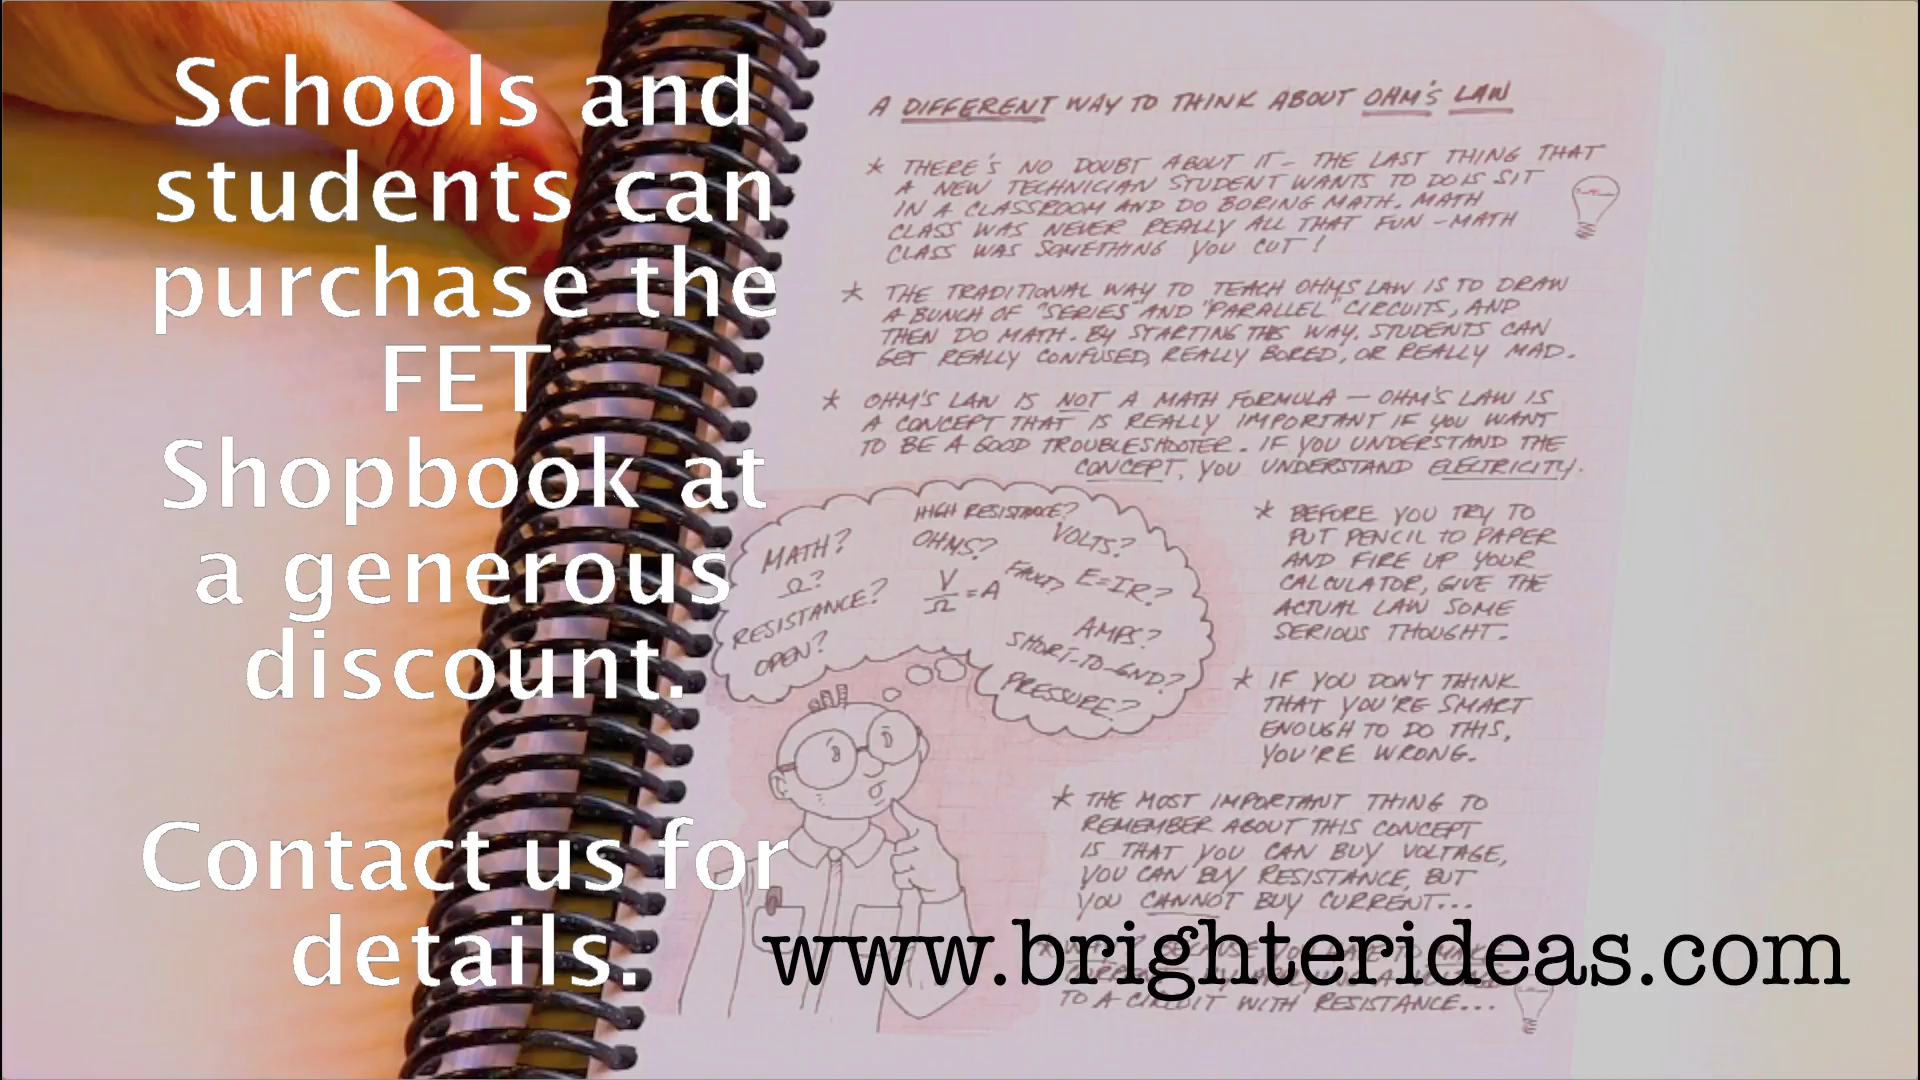 Schools and
students can
purchase the
FET
Shopbook at
a generous
discount.
Contact us for
details.
A DIFFERENT WAY TO THINK ABOUT OHM'S LAW
* THERE'S NO DOUBT ABOUT IT - THE LAST THING THAT
A NEW TECHNICIAN STUDENT WANTS TO DO IS SIT
IN A CLASSROOM AND DO BORING MATH. MATH
CLASS WAS NEVER REALLY ALL THAT FUN - MATH
CLASS WAS SOMETHING YOU CUT!
* THE TRADITIONAL WAY TO TEACH OHMS LAW IS TO DRAW
A BUNCH OF "SERIES" AND "PARALLEL" CIRCUITS, AND
THEN DO MATH. BY STARTING THIS WAY. STUDENTS CAN
GET REALLY CONFUSED, REALLY BORED, OR REALLY MAD.
* OHM'S LAW IS NOT A MATH FORMULA — OHM'S LAW IS
A CONCEPT THAT IS REALLY IMPORTANT IF YOU WANT
TO BE A GOOD TROUBLESHOOTER. IF YOU UNDERSTAND THE
CONCEPT, YOU UNDERSTAND ELECTRICITY.
HIGH RESISTANCE?
MATH?
OHMS?
VOLTS?
Ω?
V/Ω = A
FAULT?
E=IR?
RESISTANCE?
AMPS?
OPEN?
SHORT-TO-GND?
PRESSURE?
* BEFORE YOU TRY TO
PUT PENCIL TO PAPER
AND FIRE UP YOUR
CALCULATOR, GIVE THE
ACTUAL LAW SOME
SERIOUS THOUGHT.
* IF YOU DON'T THINK
THAT YOU'RE SMART
ENOUGH TO DO THIS,
YOU'RE WRONG.
* THE MOST IMPORTANT THING TO
REMEMBER ABOUT THIS CONCEPT
IS THAT YOU CAN BUY VOLTAGE,
YOU CAN BUY RESISTANCE, BUT
YOU CANNOT BUY CURRENT...
www.brighterideas.com
TO A CIRCUIT WITH RESISTANCE...